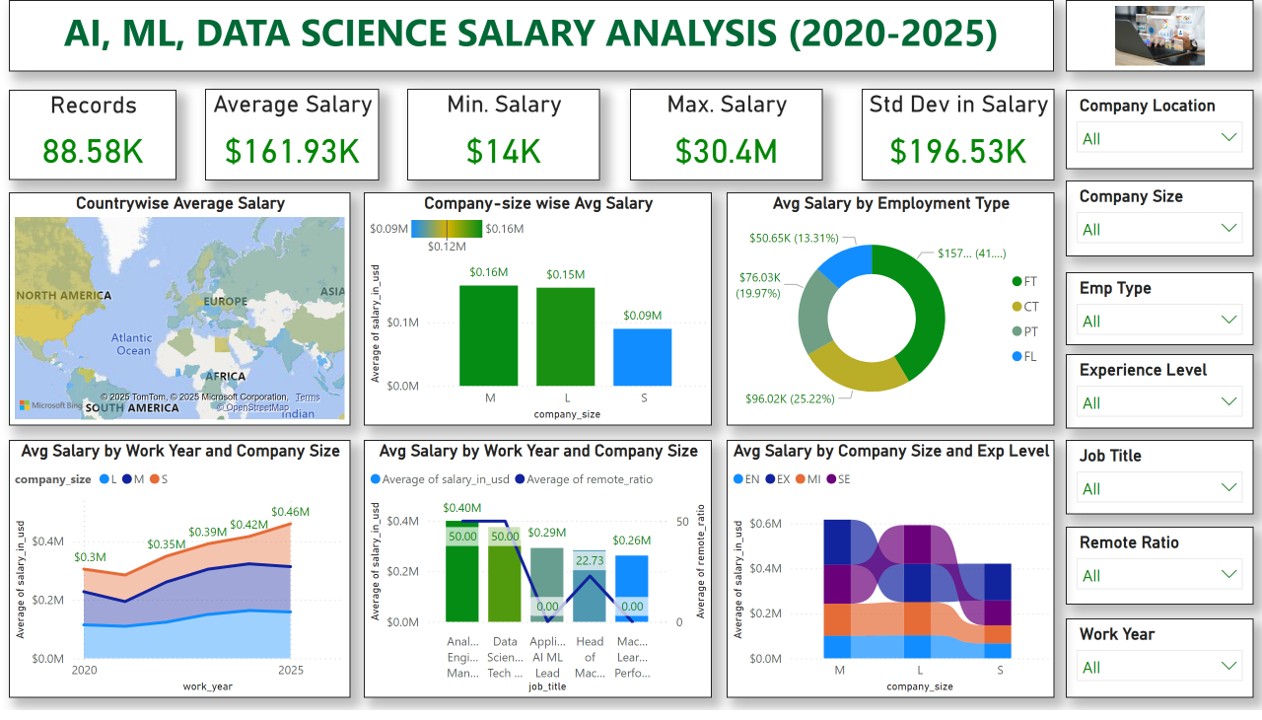 AI, ML, DATA SCIENCE SALARY ANALYSIS (2020-2025)
Records
88.58K
Average Salary
$161.93K
Min. Salary
$14K
Max. Salary
$30.4M
Std Dev in Salary
$196.53K
Company Location
All
Company Size
All
Emp Type
All
Experience Level
All
Job Title
All
Remote Ratio
All
Work Year
All
Countrywise Average Salary
NORTH AMERICA
EUROPE
ASIA
Atlantic
Ocean
AFRICA
© 2025 TomTom, © 2025 Microsoft Corporation, Terms
© OpenStreetMap
Microsoft Bing
SOUTH AMERICA
Indian
Company-size wise Avg Salary
$0.09M
$0.16M
$0.12M
Average of salary_in_usd
$0.1M
$0.0M
$0.16M
$0.15M
$0.09M
M
L
S
company_size
Avg Salary by Employment Type
$50.65K (13.31%)
$157... (41....)
$76.03K
(19.97%)
$96.02K (25.22%)
FT
CT
PT
FL
Avg Salary by Work Year and Company Size
company_size L M S
Average of salary_in_usd
$0.4M
$0.2M
$0.0M
$0.3M
$0.35M
$0.39M
$0.42M
$0.46M
2020
2025
work_year
Avg Salary by Work Year and Company Size
Average of salary_in_usd Average of remote_ratio
Average of salary_in_usd
$0.4M
$0.2M
$0.0M
$0.40M
$0.29M
$0.26M
50.00
50.00
0.00
22.73
0.00
50
0
Average of remote_ratio
Anal...
Engi...
Man...
Data
Scien...
Tech ...
Appli...
AI ML
Lead
Head
of
Mac...
Mac...
Lear...
Perfo...
job_title
Avg Salary by Company Size and Exp Level
EN EX MI SE
Average of salary_in_usd
$0.6M
$0.4M
$0.2M
$0.0M
M
L
S
company_size